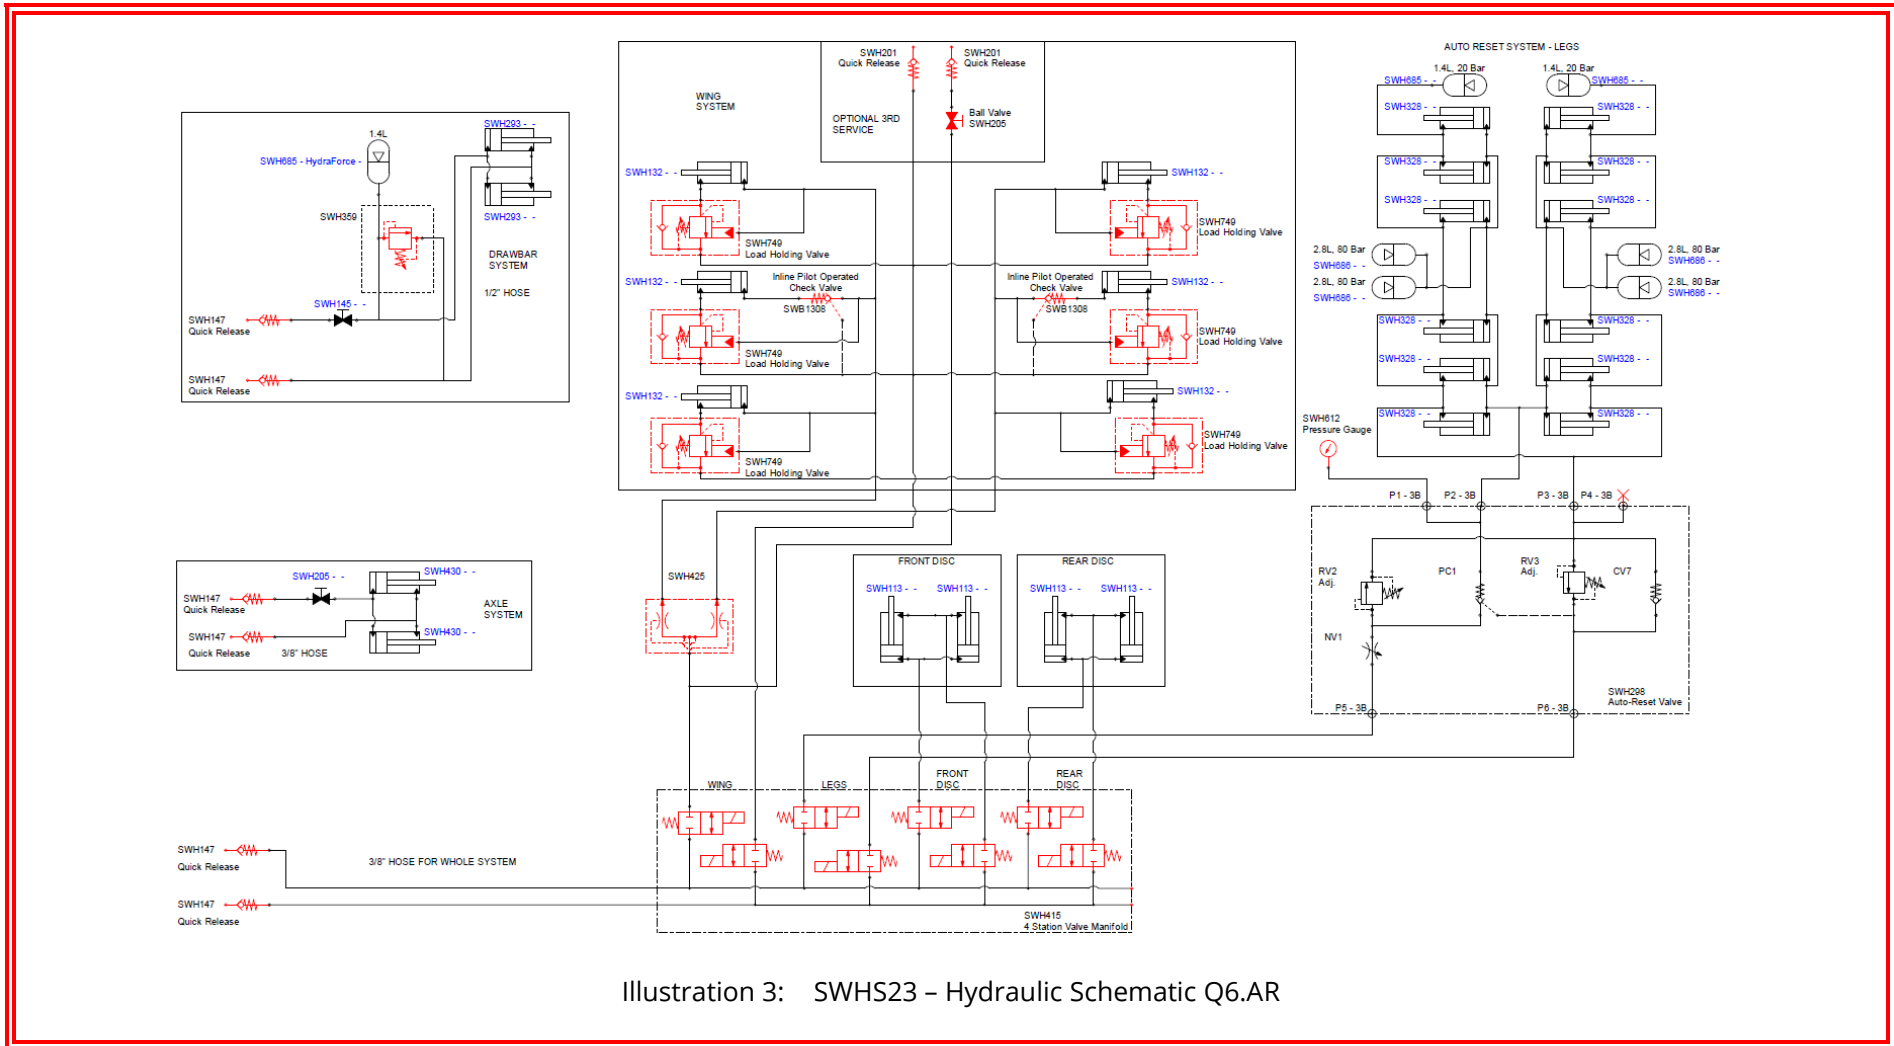 SWH293 - -
1.4L
SWH685 - HydraForce -
SWH293 - -
SWH359
DRAWBAR
SYSTEM
1/2" HOSE
SWH145 - -
SWH147
Quick Release
SWH147
Quick Release
SWH205 - -
SWH430 - -
SWH147
Quick Release
AXLE
SYSTEM
SWH147
Quick Release
SWH430 - -
3/8" HOSE
SWH147
Quick Release
3/8" HOSE FOR WHOLE SYSTEM
SWH147
Quick Release
WING
SYSTEM
SWH201
Quick Release
SWH201
Quick Release
OPTIONAL 3RD
SERVICE
Ball Valve
SWH205
SWH132 - -
SWH132 - -
SWH749
Load Holding Valve
SWH749
Load Holding Valve
SWH132 - -
Inline Pilot Operated
Check Valve
SWB1308
Inline Pilot Operated
Check Valve
SWB1308
SWH132 - -
SWH749
Load Holding Valve
SWH749
Load Holding Valve
SWH132 - -
SWH132 - -
SWH749
Load Holding Valve
SWH749
Load Holding Valve
SWH425
FRONT DISC
SWH113 - -
SWH113 - -
REAR DISC
SWH113 - -
SWH113 - -
WING
LEGS
FRONT
DISC
REAR
DISC
SWH415
4 Station Valve Manifold
AUTO RESET SYSTEM - LEGS
1.4L, 20 Bar
1.4L, 20 Bar
SWH685 - -
SWH685 - -
SWH328 - -
SWH328 - -
SWH328 - -
SWH328 - -
SWH328 - -
SWH328 - -
2.8L, 80 Bar
SWH686 - -
2.8L, 80 Bar
SWH686 - -
2.8L, 80 Bar
SWH686 - -
2.8L, 80 Bar
SWH686 - -
SWH328 - -
SWH328 - -
SWH328 - -
SWH328 - -
SWH328 - -
SWH328 - -
SWH612
Pressure Gauge
P1 - 3B
P2 - 3B
P3 - 3B
P4 - 3B
RV2
Adj.
PC1
RV3
Adj.
CV7
NV1
SWH298
Auto-Reset Valve
P5 - 3B
P6 - 3B
Illustration 3: SWHS23 – Hydraulic Schematic Q6.AR